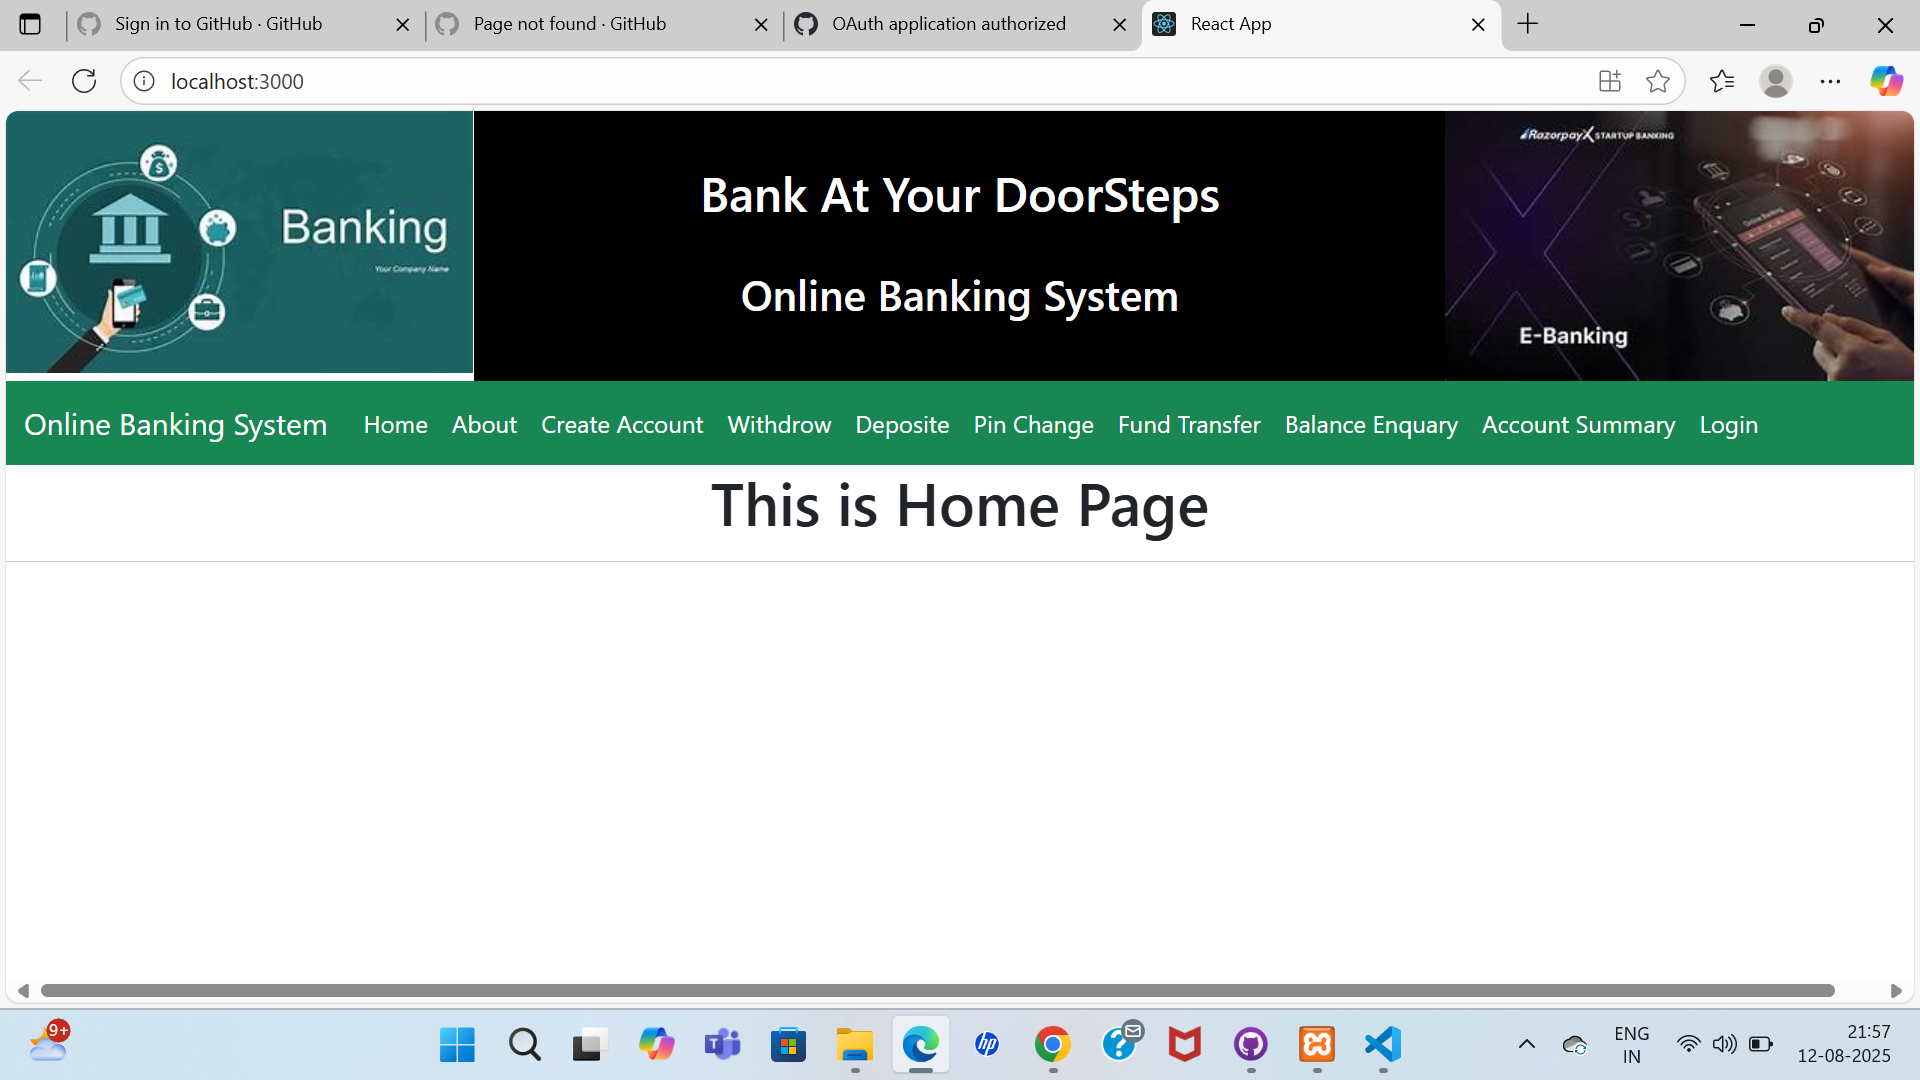 Sign in to GitHub · GitHub
Page not found · GitHub
OAuth application authorized
React App
localhost:3000
Banking
Your Company Name
Bank At Your DoorSteps
Online Banking System
RazorpayX STARTUP BANKING
Online Banking
E-Banking
Online Banking System Home About Create Account Withdrow Deposite Pin Change Fund Transfer Balance Enquary Account Summary Login
This is Home Page
9+
hp
ENG
IN
21:57
12-08-2025